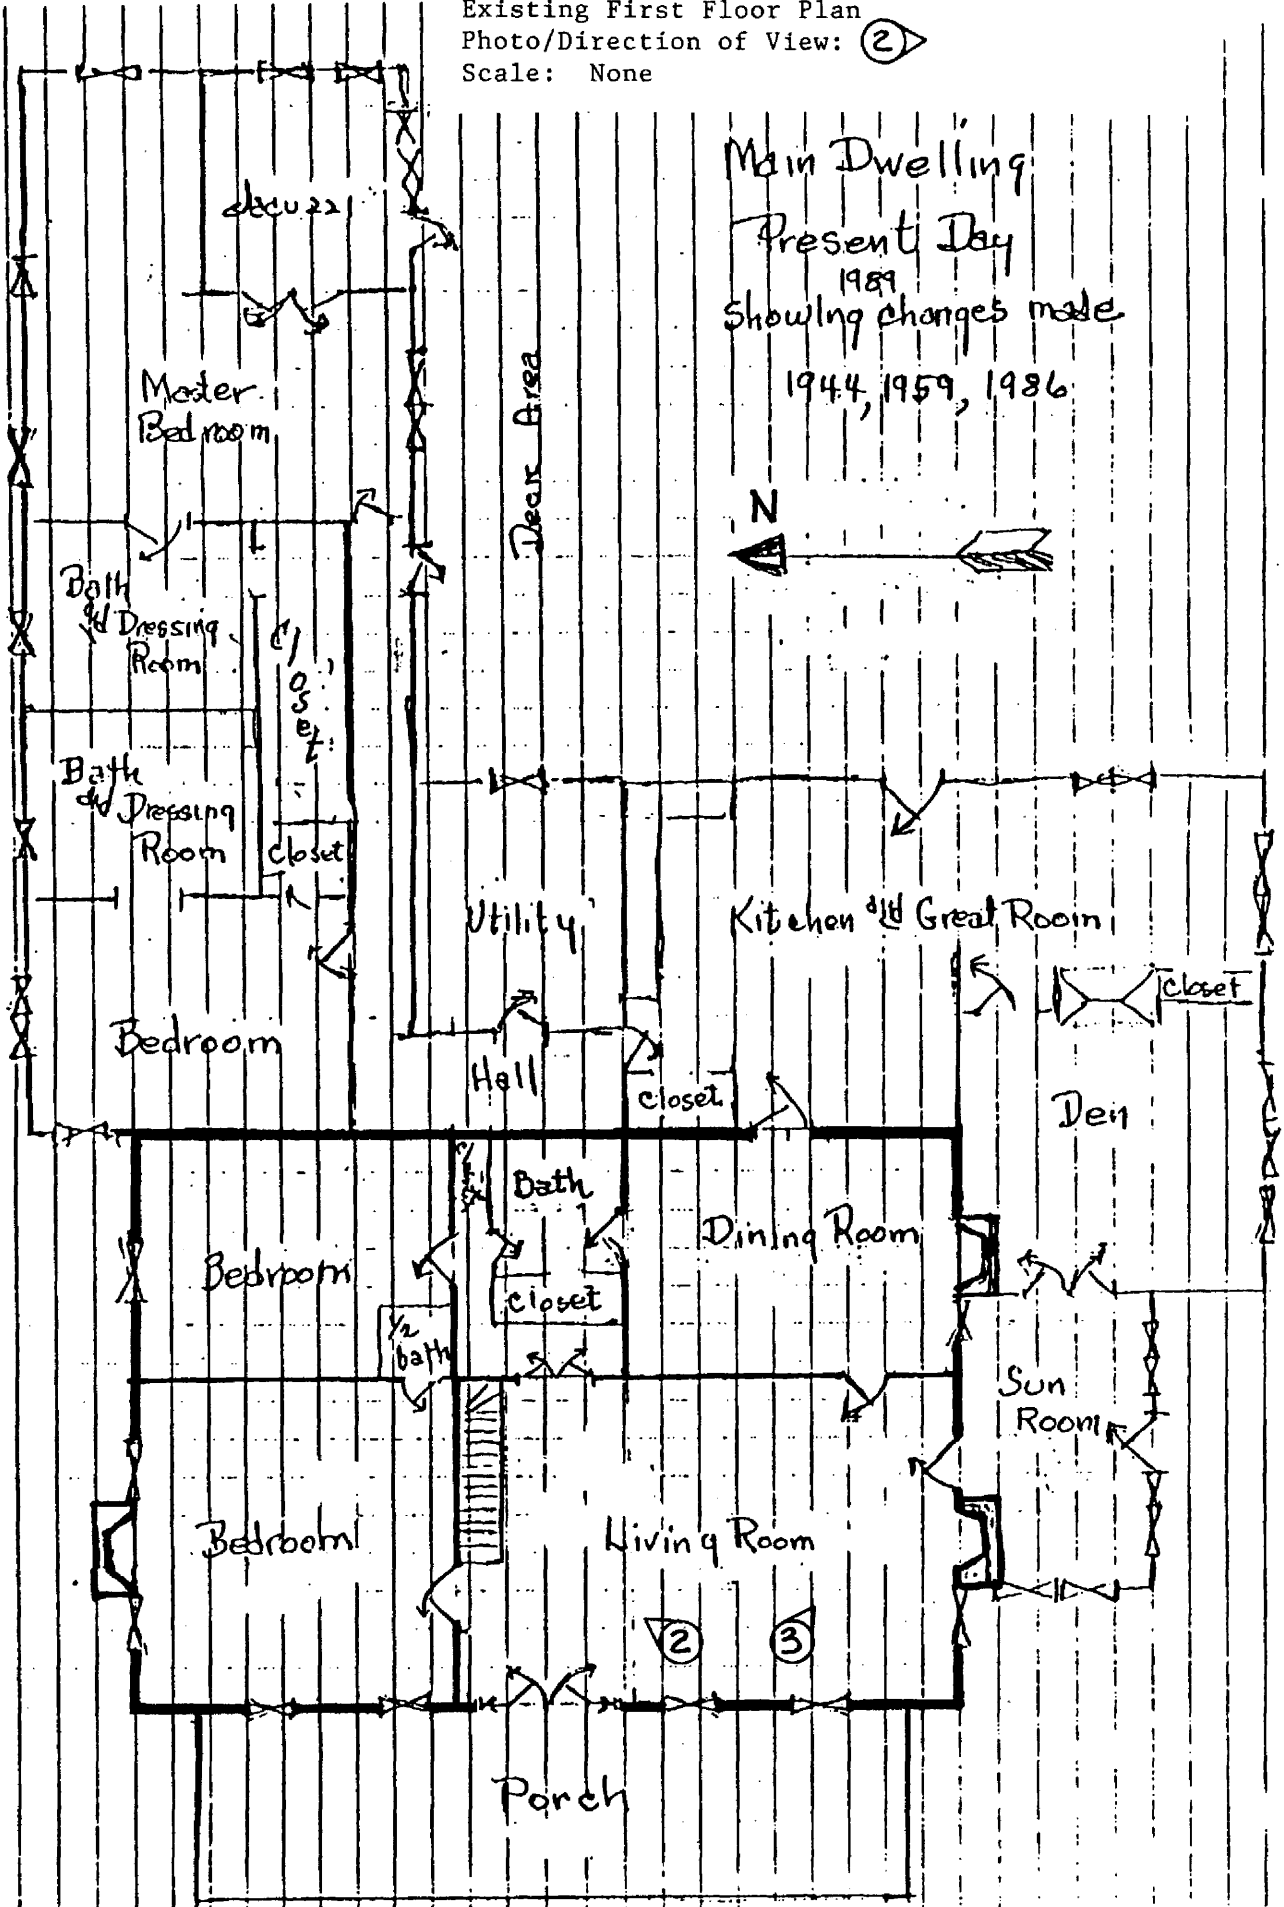 Existing First Floor Plan
Photo/Direction of View: 2
Scale: None
Main Dwelling
Present Day
1989
Showing changes made
1944, 1959, 1986
N
Jacuzz
Master
Bedroom
Deck Area
Bath
and Dressing
Room
Closet
Bath
and Dressing
Room
Closet
Utility
Kitchen and Great Room
Closet
Bedroom
Hall
Closet
Den
Bath
Dining Room
Bedroom
Closet
1/2
bath
Sun
Room
Bedroom
Living Room
2
3
Porch